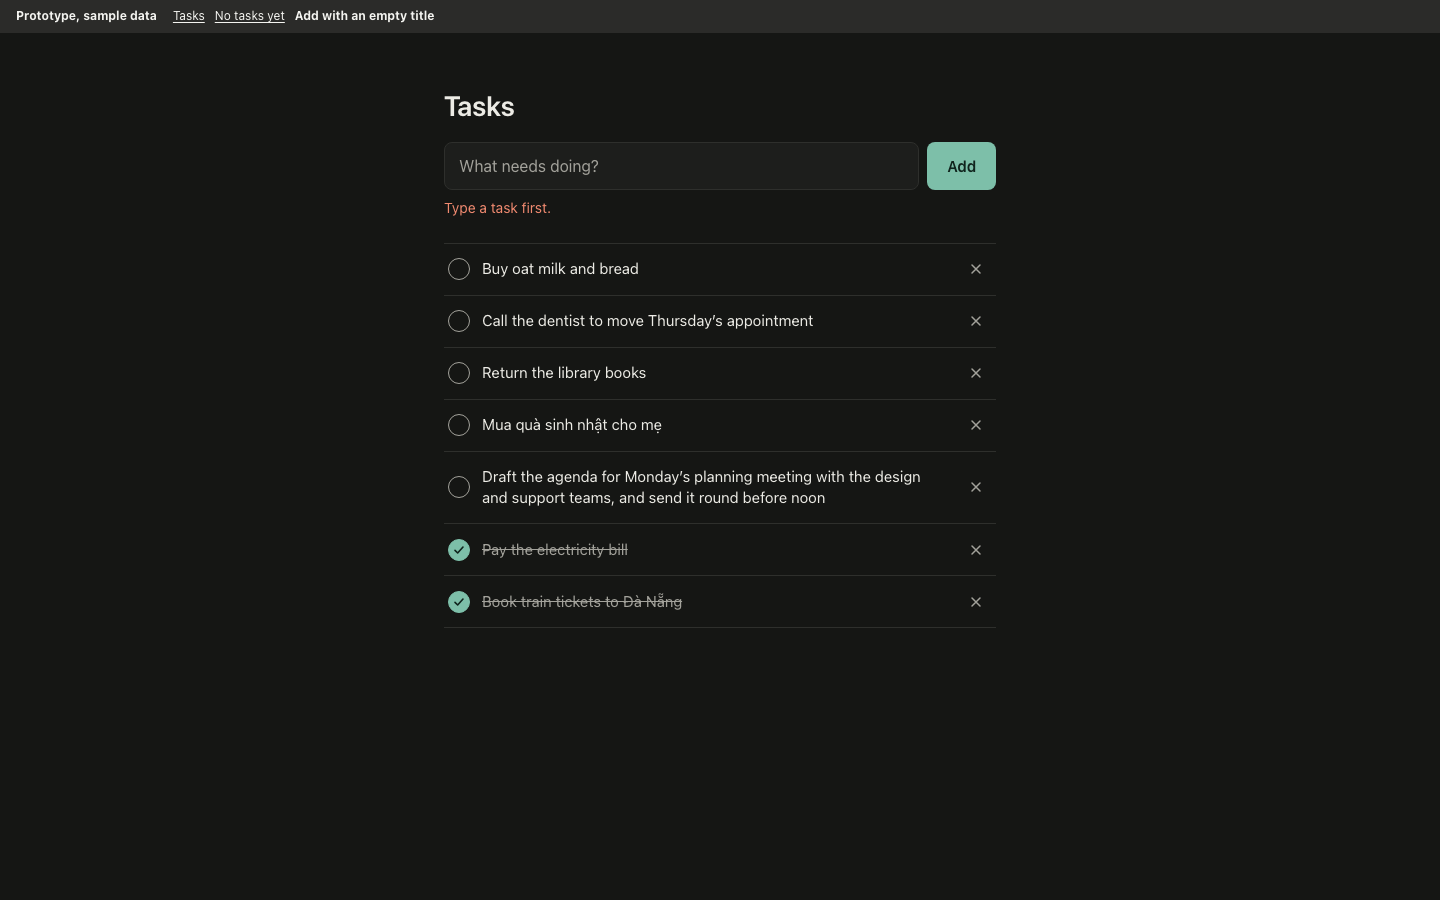 Prototype, sample data Tasks No tasks yet Add with an empty title
Tasks
What needs doing?
Add
Type a task first.
Buy oat milk and bread
Call the dentist to move Thursday’s appointment
Return the library books
Mua quà sinh nhật cho mẹ
Draft the agenda for Monday’s planning meeting with the design
and support teams, and send it round before noon
Pay the electricity bill
Book train tickets to Đà Nẵng